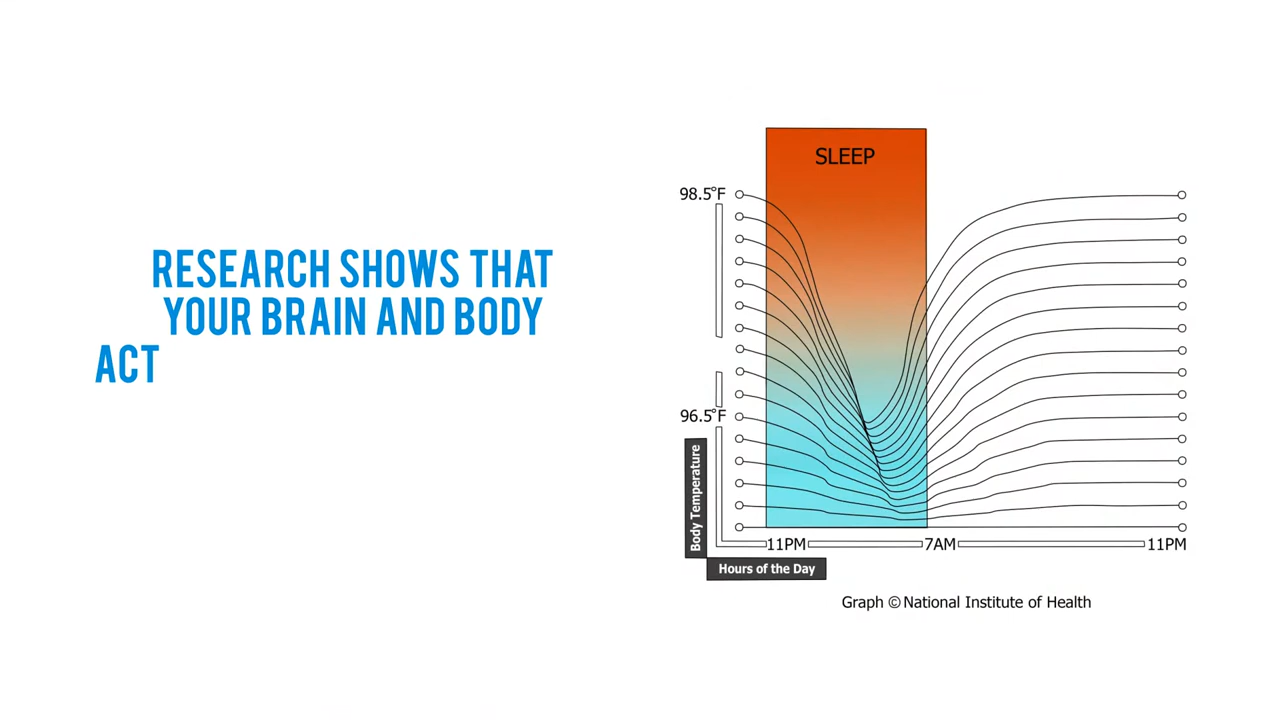 RESEARCH SHOWS THAT
YOUR BRAIN AND BODY
ACT
SLEEP
98.5°F
96.5°F
Body Temperature
11PM
7AM
11PM
Hours of the Day
Graph © National Institute of Health